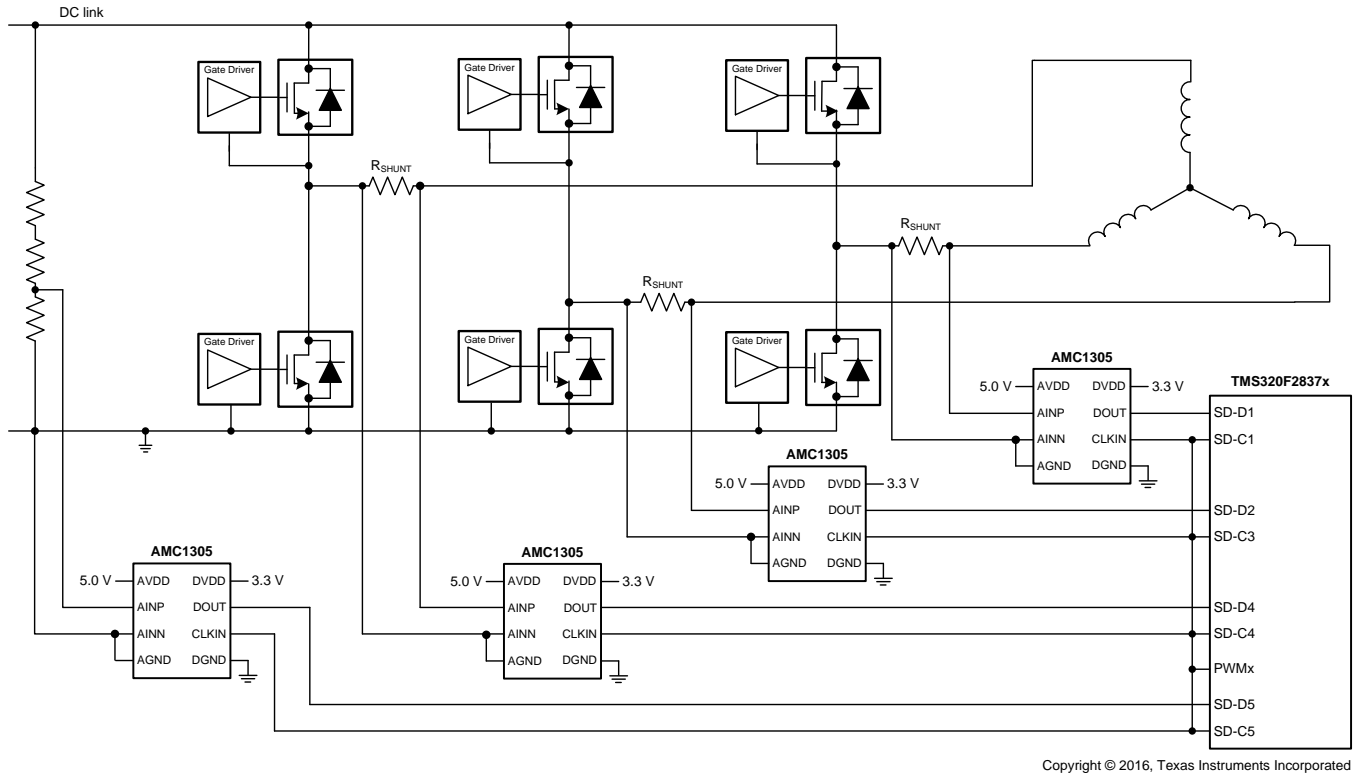 DC link
Gate Driver
Gate Driver
Gate Driver
RSHUNT
RSHUNT
RSHUNT
Gate Driver
Gate Driver
Gate Driver
AMC1305
5.0 V
AVDD
DVDD
3.3 V
AINP
DOUT
AINN
CLKIN
AGND
DGND
TMS320F2837x
SD-D1
SD-C1
SD-D2
SD-C3
SD-D4
SD-C4
PWMx
SD-D5
SD-C5
AMC1305
5.0 V
AVDD
DVDD
3.3 V
AINP
DOUT
AINN
CLKIN
AGND
DGND
AMC1305
5.0 V
AVDD
DVDD
3.3 V
AINP
DOUT
AINN
CLKIN
AGND
DGND
AMC1305
5.0 V
AVDD
DVDD
3.3 V
AINP
DOUT
AINN
CLKIN
AGND
DGND
Copyright © 2016, Texas Instruments Incorporated